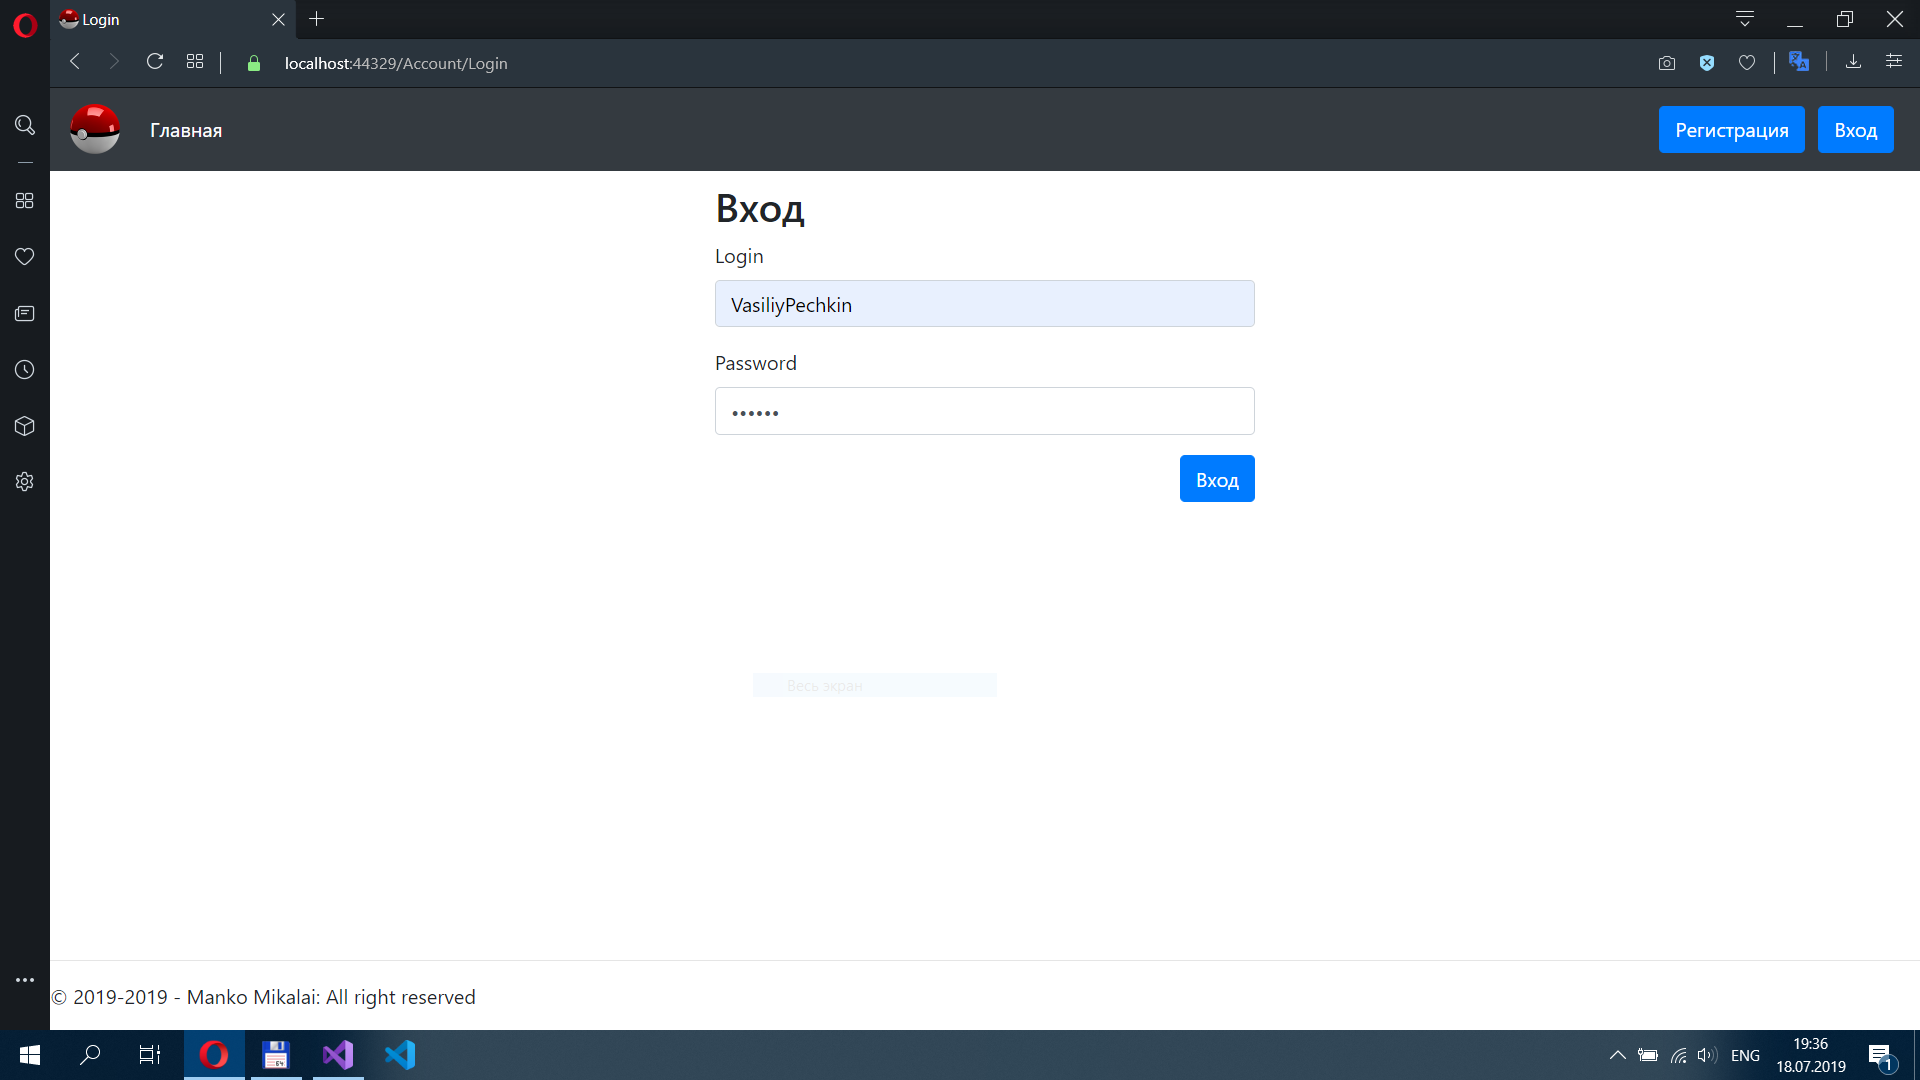 Login
localhost:44329/Account/Login
Главная
Регистрация
Вход
Вход
Login
VasiliyPechkin
Password
••••••
Вход
Весь экран
© 2019-2019 - Manko Mikalai: All right reserved
64
ENG
19:36
18.07.2019
1